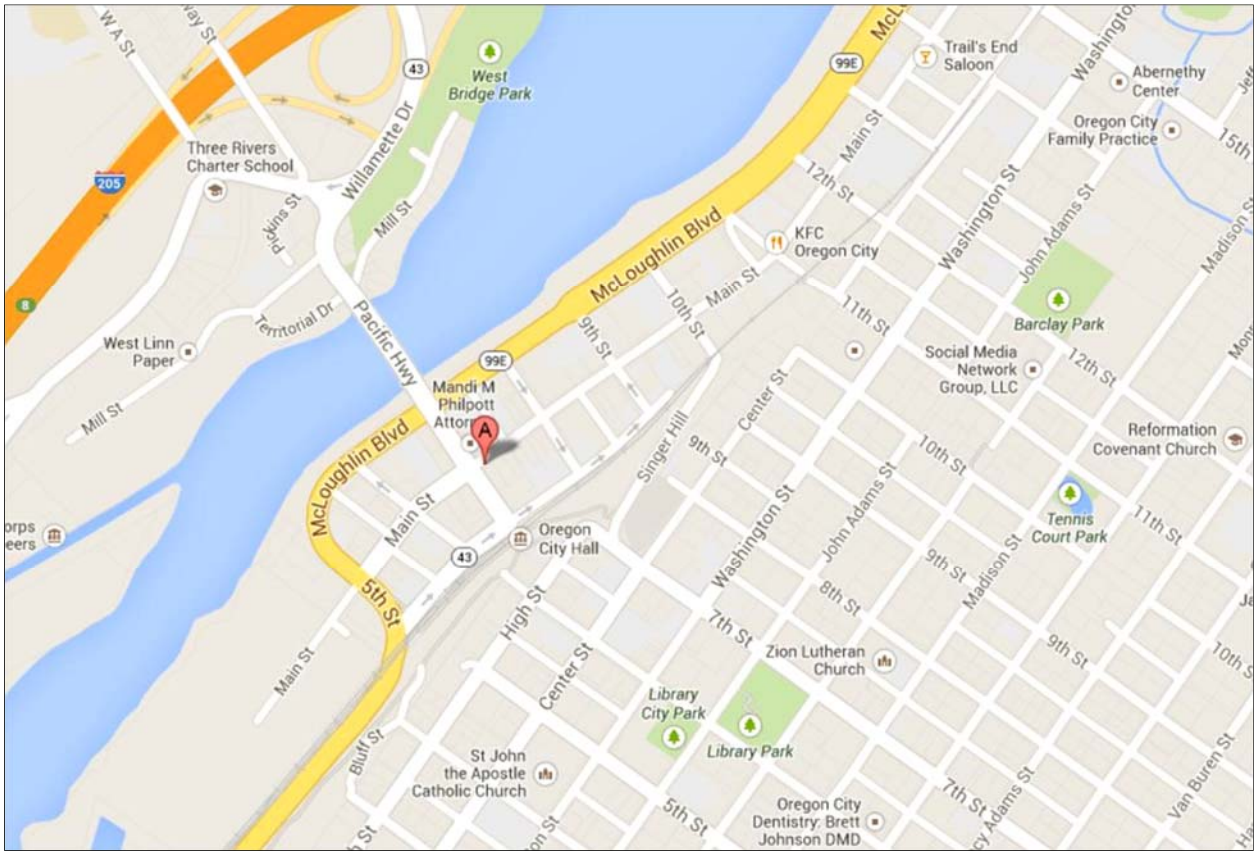 W A St
way St
43
West
Bridge Park
McLo
99E
Trail's End
Saloon
Washington
Abernethy
Center
Oregon City
Family Practice
15th
Three Rivers
Charter School
Willamette Dr
Main St
12th St
205
Pickins St
Mill St
McLoughlin Blvd
KFC
Oregon City
Washington St
John Adams St
Madison St
8
Territorial Dr
Pacific Hwy
10th St
Main St
11th St
Barclay Park
West Linn
Paper
9th St
99E
Social Media
Network
Group, LLC
12th St
Mill St
Mandi M
Philpott
Attor
A
Center St
McLoughlin Blvd
Singer Hill
9th St
10th St
Reformation
Covenant Church
Main St
Washington St
John Adams St
Tennis
Court Park
11th St
orps
eers
43
Oregon
City Hall
5th St
High St
8th St
9th St
Madison St
Main St
Center St
7th St
Zion Lutheran
Church
9th St
10th St
Library
City Park
Library Park
Bluff St
St John
the Apostle
Catholic Church
5th St
Oregon City
Dentistry: Brett
Johnson DMD
7th St
Van Buren St
cy Adams St